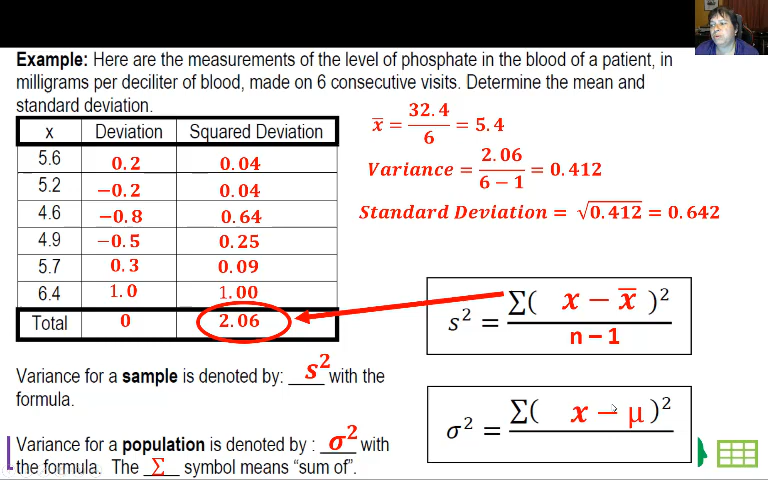 Example: Here are the measurements of the level of phosphate in the blood of a patient, in
milligrams per deciliter of blood, made on 6 consecutive visits. Determine the mean and
standard deviation.
x Deviation Squared Deviation
5.6 0.2 0.04
5.2 −0.2 0.04
4.6 −0.8 0.64
4.9 −0.5 0.25
5.7 0.3 0.09
6.4 1.0 1.00
Total 0 2.06
x̅ = 32.4/6 = 5.4
Variance = 2.06/(6 − 1) = 0.412
Standard Deviation = √0.412 = 0.642
s² = ∑( x − x̅ )² / n − 1
Variance for a sample is denoted by: s² with the
formula.
σ² = ∑( x − μ )²
Variance for a population is denoted by : σ² with
the formula. The Σ symbol means “sum of”.